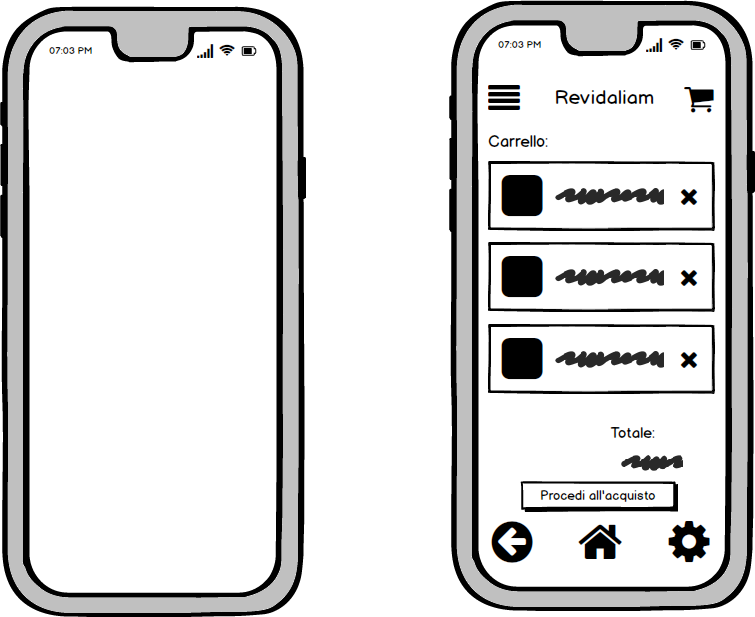 07:03 PM
07:03 PM
Revidaliam
Carrello:
Totale:
Procedi all'acquisto